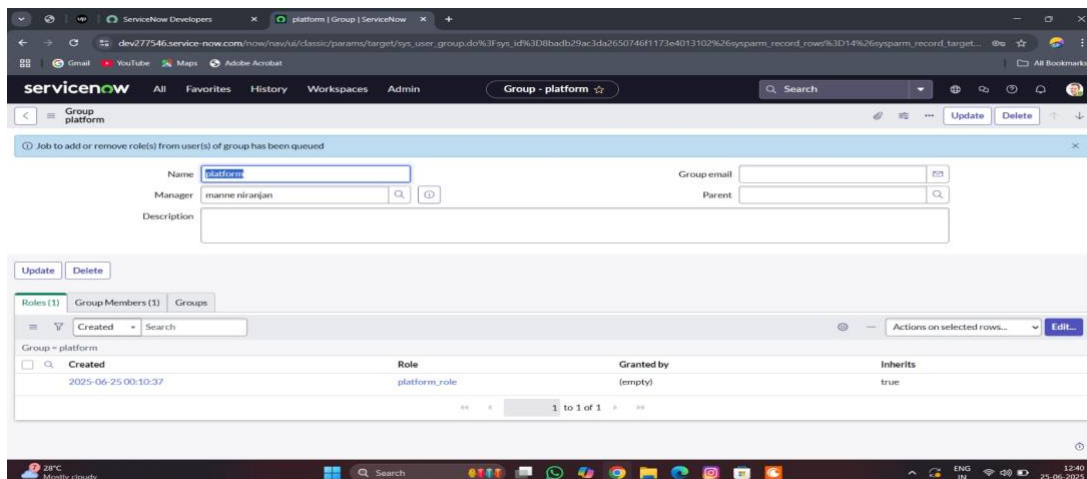 ServiceNow Developers
platform | Group | ServiceNow
dev277546.service-now.com/now/nav/ui/classic/params/target/sys_user_group.do%3Fsys_id%3D8badb29ac3da2650746f1173e4013102%26sysparm_record_rows%3D14%26sysparm_record_target...
Gmail YouTube Maps Adobe Acrobat All Bookmarks
servicenow All Favorites History Workspaces Admin Group - platform Search
Group
platform
Update Delete
Job to add or remove role(s) from user(s) of group has been queued
Name platform Group email
Manager manne niranjan Parent
Description
Update Delete
Roles (1) Group Members (1) Groups
Created Search Actions on selected rows... Edit...
Group = platform
Created Role Granted by Inherits
2025-06-25 00:10:37 platform_role (empty) true
1 to 1 of 1
28°C
Mostly cloudy
Search
ENG
IN
12:40
25-06-2025